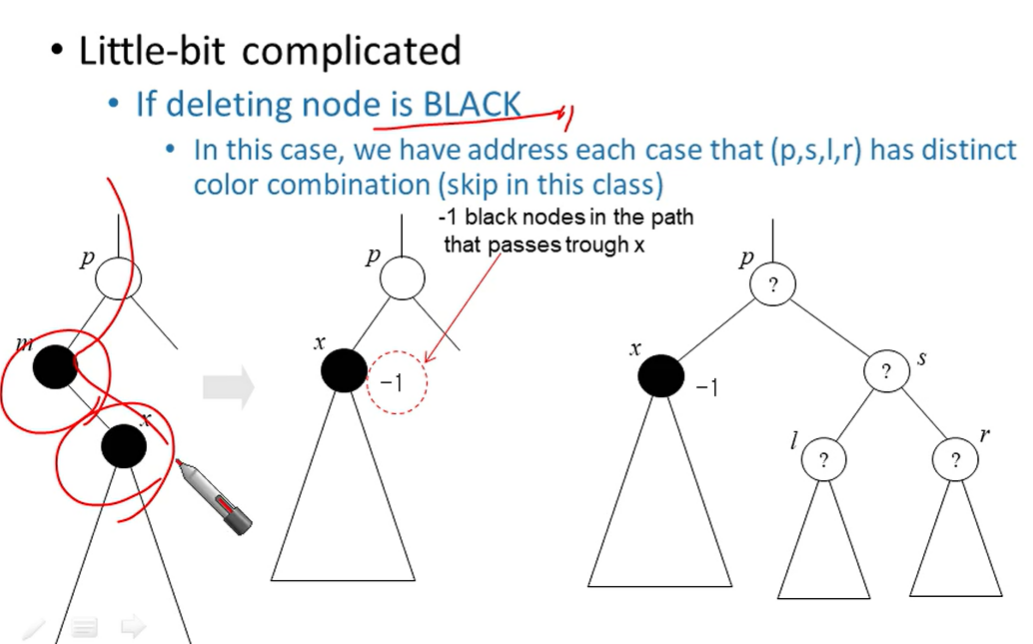 • Little-bit complicated
• If deleting node is BLACK
• In this case, we have address each case that (p,s,l,r) has distinct
color combination (skip in this class)
-1 black nodes in the path
that passes trough x
p
m
x
p
x
−1
p
?
x
−1
?
s
l
?
r
?